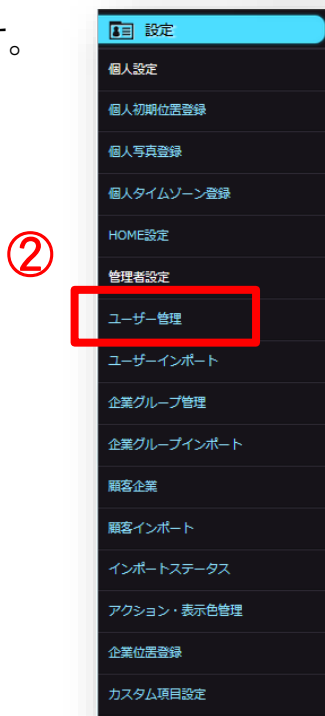 す。
設定
個人設定
個人初期位置登録
個人写真登録
個人タイムゾーン登録
HOME設定
②
管理者設定
ユーザー管理
ユーザーインポート
企業グループ管理
企業グループインポート
顧客企業
顧客インポート
インポートステータス
アクション・表示色管理
企業位置登録
カスタム項目設定